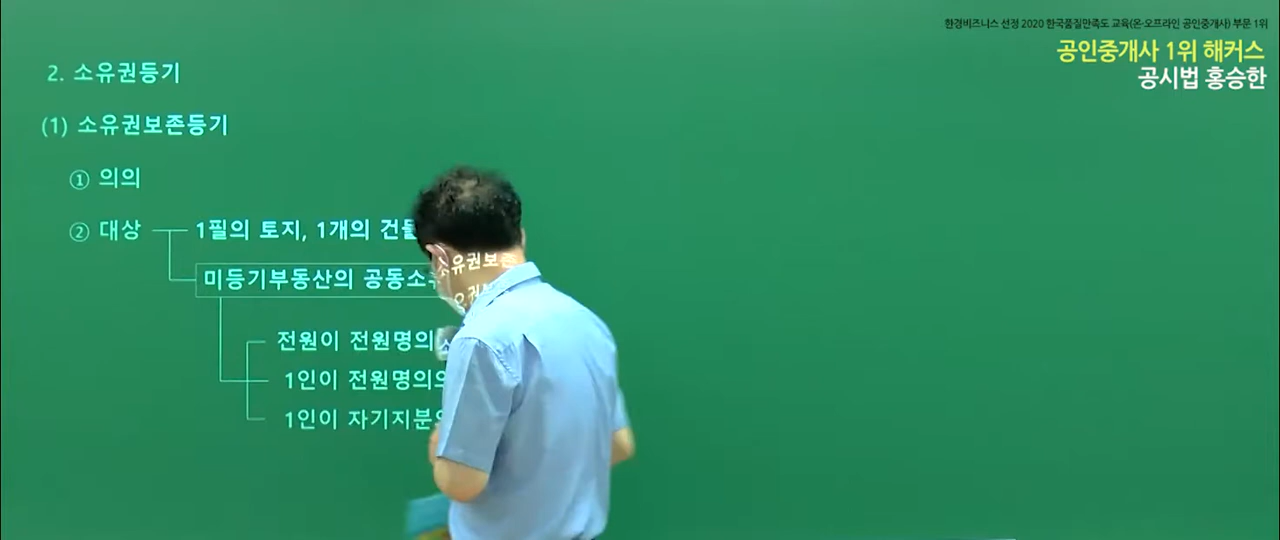 한경비즈니스 선정 2020 한국품질만족도 교육(온·오프라인 공인중개사) 부문 1위
공인중개사 1위 해커스
공시법 홍승한
2. 소유권등기
(1) 소유권보존등기
① 의의
② 대상
1필의 토지, 1개의
미등기부동산의
소유권보존
전원이 전원명의
1인이 전원명의의
1인이 자기지분